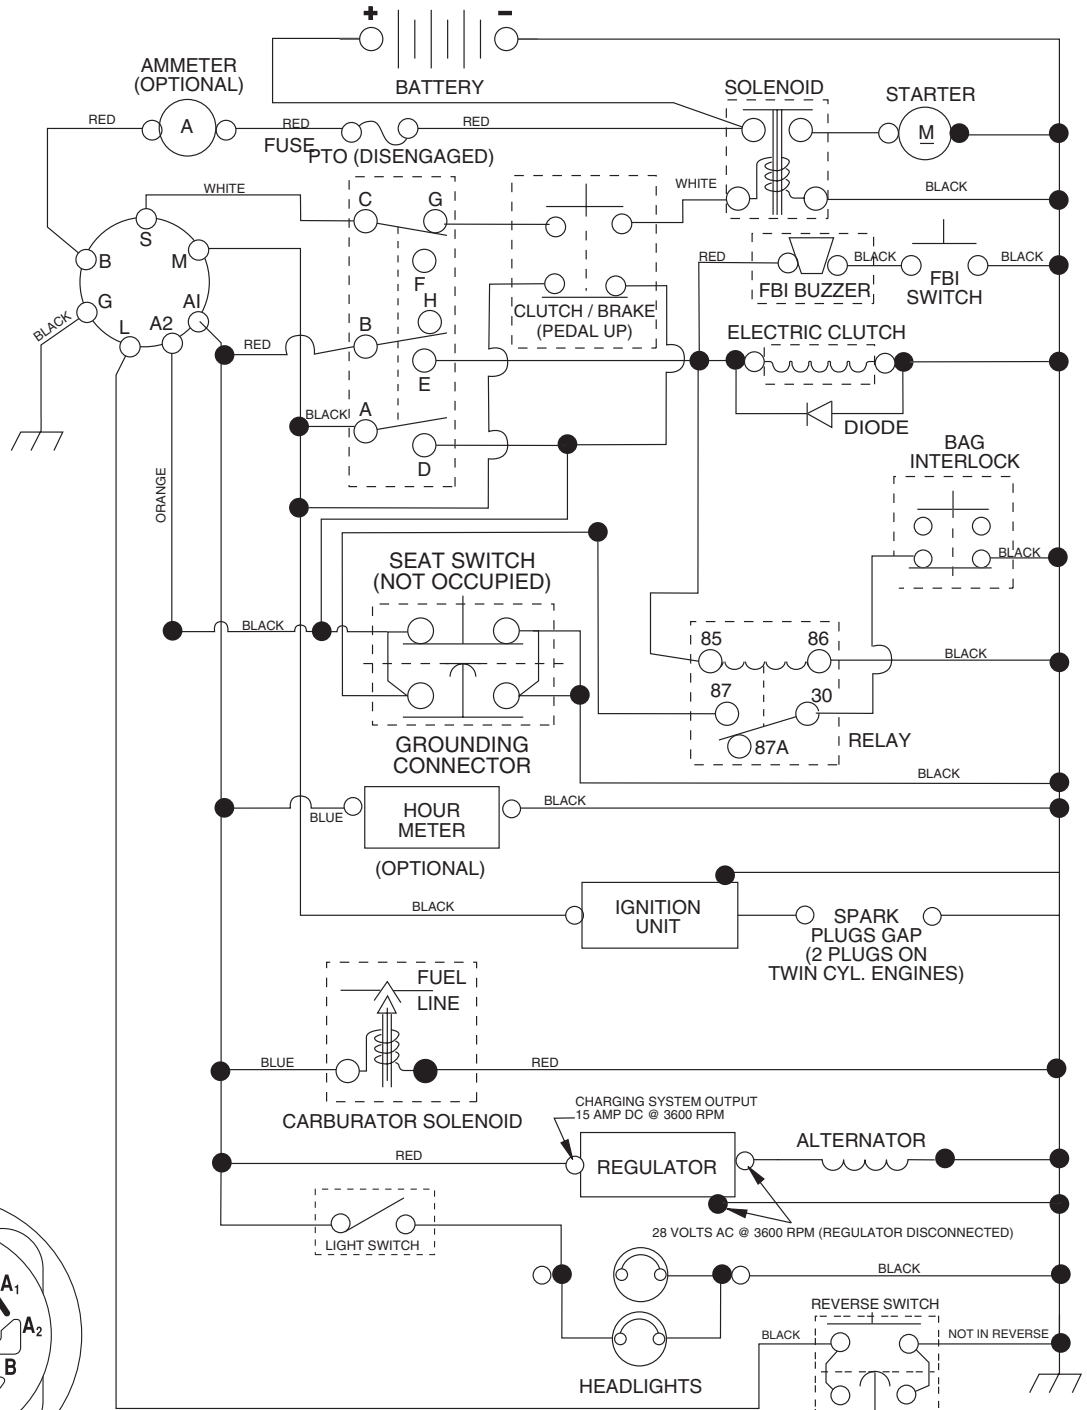 +
-
BATTERY
AMMETER
(OPTIONAL)
RED
A
RED
FUSE
RED
PTO (DISENGAGED)
SOLENOID
STARTER
M
WHITE
WHITE
BLACK
C
G
S
B
M
G
L
A2
A1
BLACK
F
H
B
E
A
D
RED
BLACK
CLUTCH / BRAKE
(PEDAL UP)
RED
FBI BUZZER
BLACK
FBI
SWITCH
BLACK
ELECTRIC CLUTCH
DIODE
BAG
INTERLOCK
BLACK
ORANGE
SEAT SWITCH
(NOT OCCUPIED)
BLACK
85
86
BLACK
87
30
87A
RELAY
GROUNDING
CONNECTOR
BLACK
BLUE
HOUR
METER
BLACK
(OPTIONAL)
BLACK
IGNITION
UNIT
SPARK
PLUGS GAP
(2 PLUGS ON
TWIN CYL. ENGINES)
FUEL
LINE
BLUE
RED
CARBURATOR SOLENOID
CHARGING SYSTEM OUTPUT
15 AMP DC @ 3600 RPM
RED
REGULATOR
ALTERNATOR
28 VOLTS AC @ 3600 RPM (REGULATOR DISCONNECTED)
LIGHT SWITCH
BLACK
HEADLIGHTS
REVERSE SWITCH
BLACK
NOT IN REVERSE
A1
A2
B